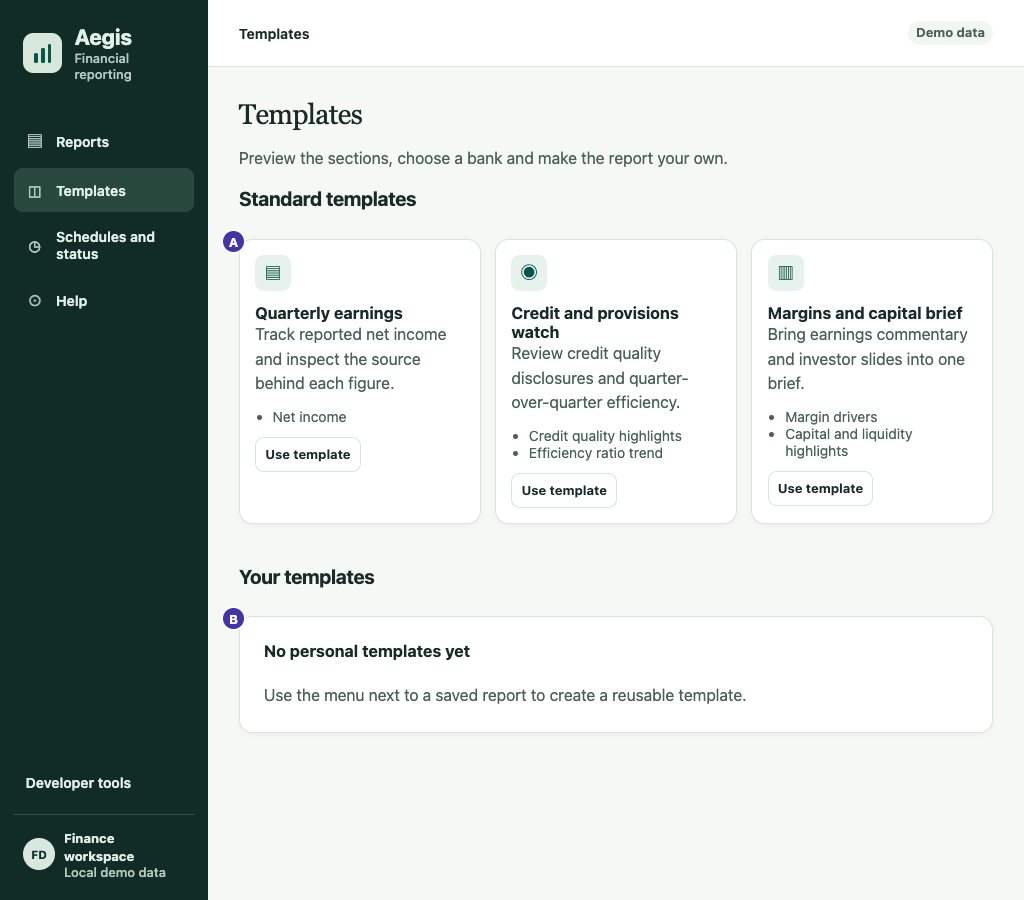 Aegis
Financial
reporting
Reports
Templates
Schedules and
status
Help
Developer tools
FD
Finance
workspace
Local demo data
Templates
Demo data
Templates
Preview the sections, choose a bank and make the report your own.
Standard templates
A
Quarterly earnings
Track reported net income
and inspect the source
behind each figure.
• Net income
Use template
Credit and provisions
watch
Review credit quality
disclosures and quarter-
over-quarter efficiency.
• Credit quality highlights
• Efficiency ratio trend
Use template
Margins and capital brief
Bring earnings commentary
and investor slides into one
brief.
• Margin drivers
• Capital and liquidity
highlights
Use template
Your templates
B
No personal templates yet
Use the menu next to a saved report to create a reusable template.